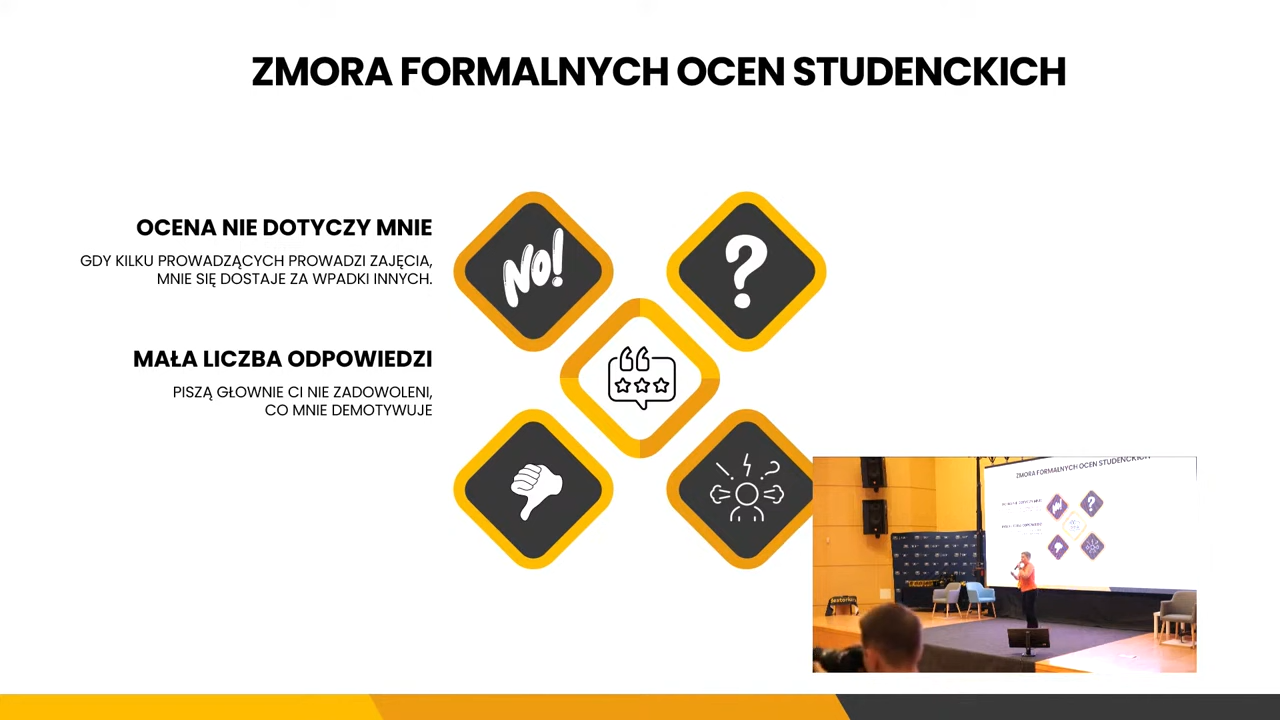 ZMORA FORMALNYCH OCEN STUDENCKICH
OCENA NIE DOTYCZY MNIE
GDY KILKU PROWADZĄCYCH PROWADZI ZAJĘCIA,
MNIE SIĘ DOSTAJE ZA WPADKI INNYCH.
MAŁA LICZBA ODPOWIEDZI
PISZĄ GŁOWNIE CI NIE ZADOWOLENI,
CO MNIE DEMOTYWUJE
NO!
?
! ?
ZMORA FORMALNYCH OCEN STUDENCKICH
?